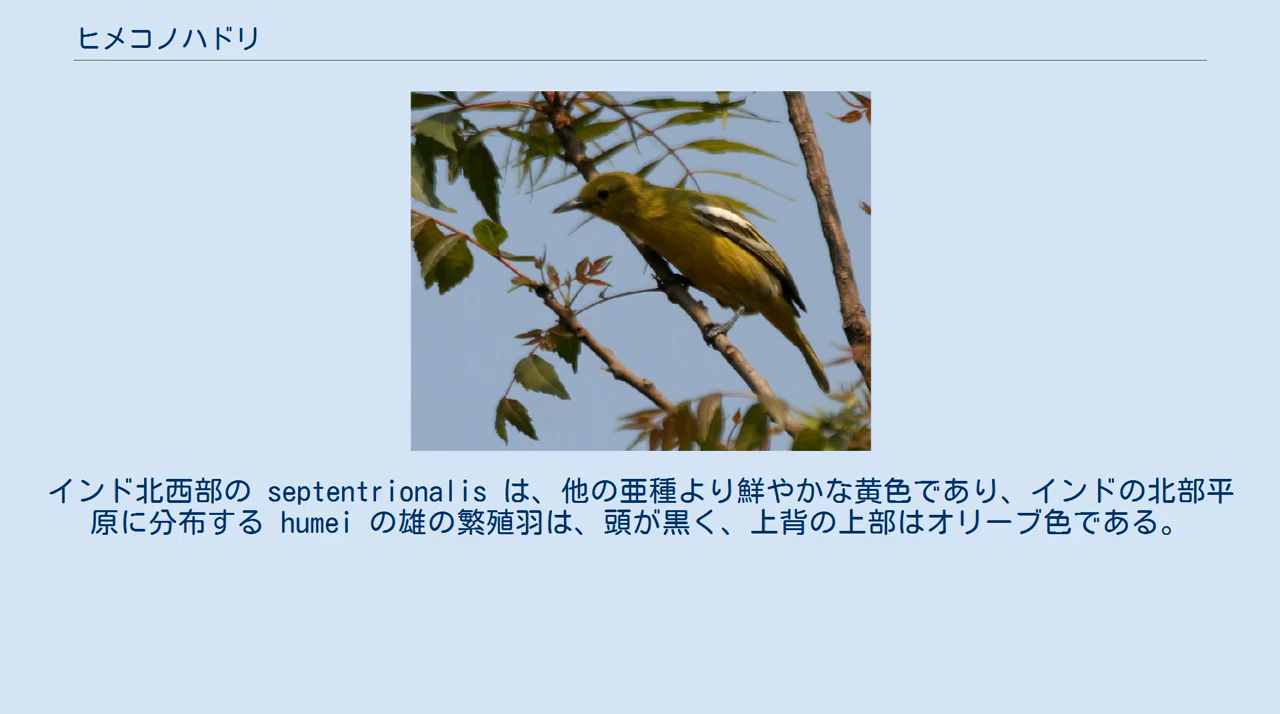 ヒメコノハドリ
インド北西部の septentrionalis は、他の亜種より鮮やかな黄色であり、インドの北部平
原に分布する humei の雄の繁殖羽は、頭が黒く、上背の上部はオリーブ色である。